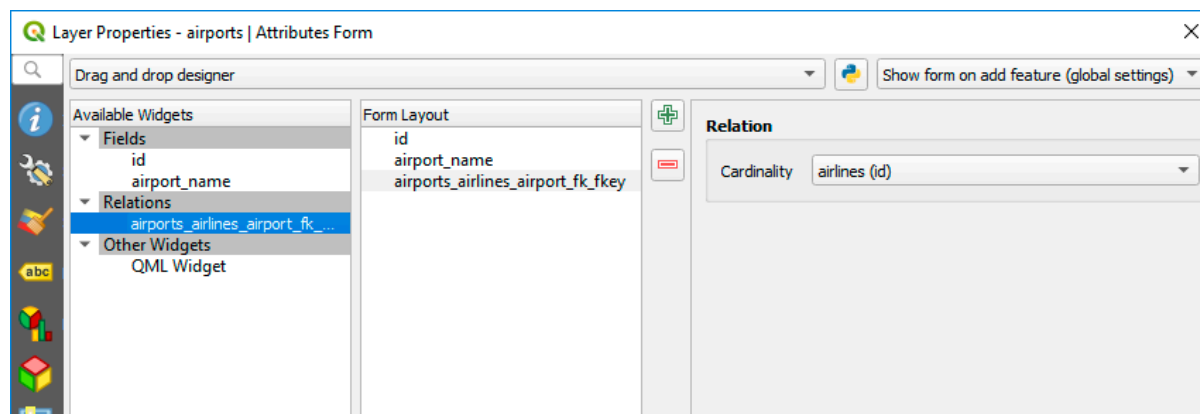 Layer Properties - airports | Attributes Form
Drag and drop designer
Show form on add feature (global settings)
Available Widgets
Fields
id
airport_name
Relations
airports_airlines_airport_fk_...
Other Widgets
QML Widget
Form Layout
id
airport_name
airports_airlines_airport_fk_fkey
Relation
Cardinality airlines (id)
abc